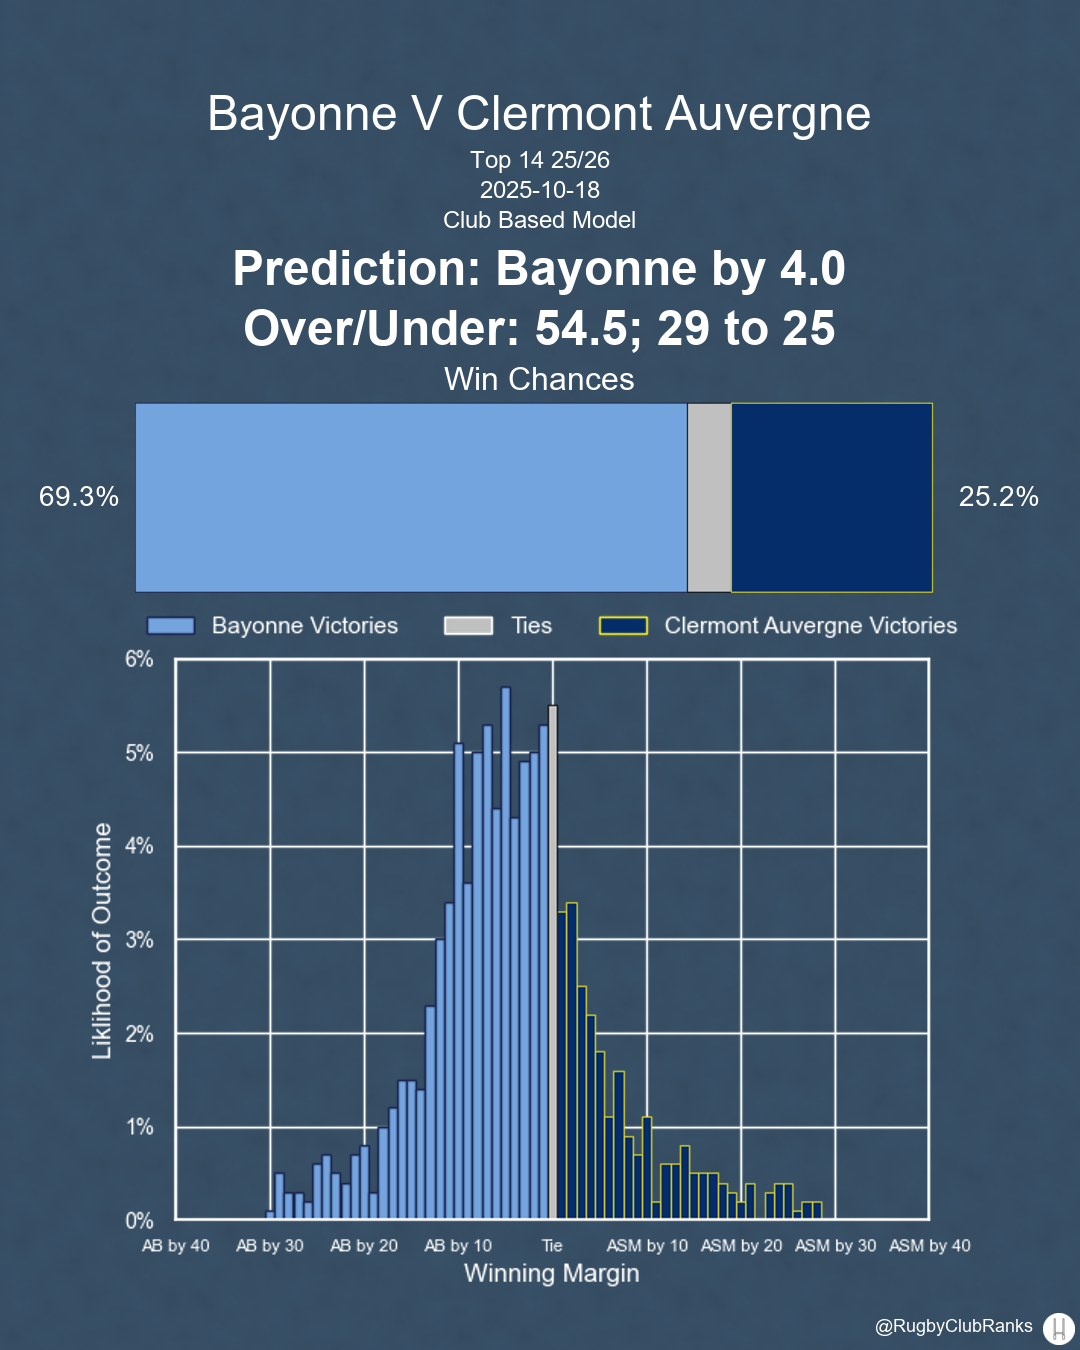 Bayonne V Clermont Auvergne
Top 14 25/26
2025-10-18
Club Based Model
Prediction: Bayonne by 4.0
Over/Under: 54.5; 29 to 25
Win Chances
69.3%
25.2%
Bayonne Victories
Ties
Clermont Auvergne Victories
6%
5%
4%
3%
2%
1%
0%
Liklihood of Outcome
AB by 40
AB by 30
AB by 20
AB by 10
Tie
ASM by 10
ASM by 20
ASM by 30
ASM by 40
Winning Margin
@RugbyClubRanks